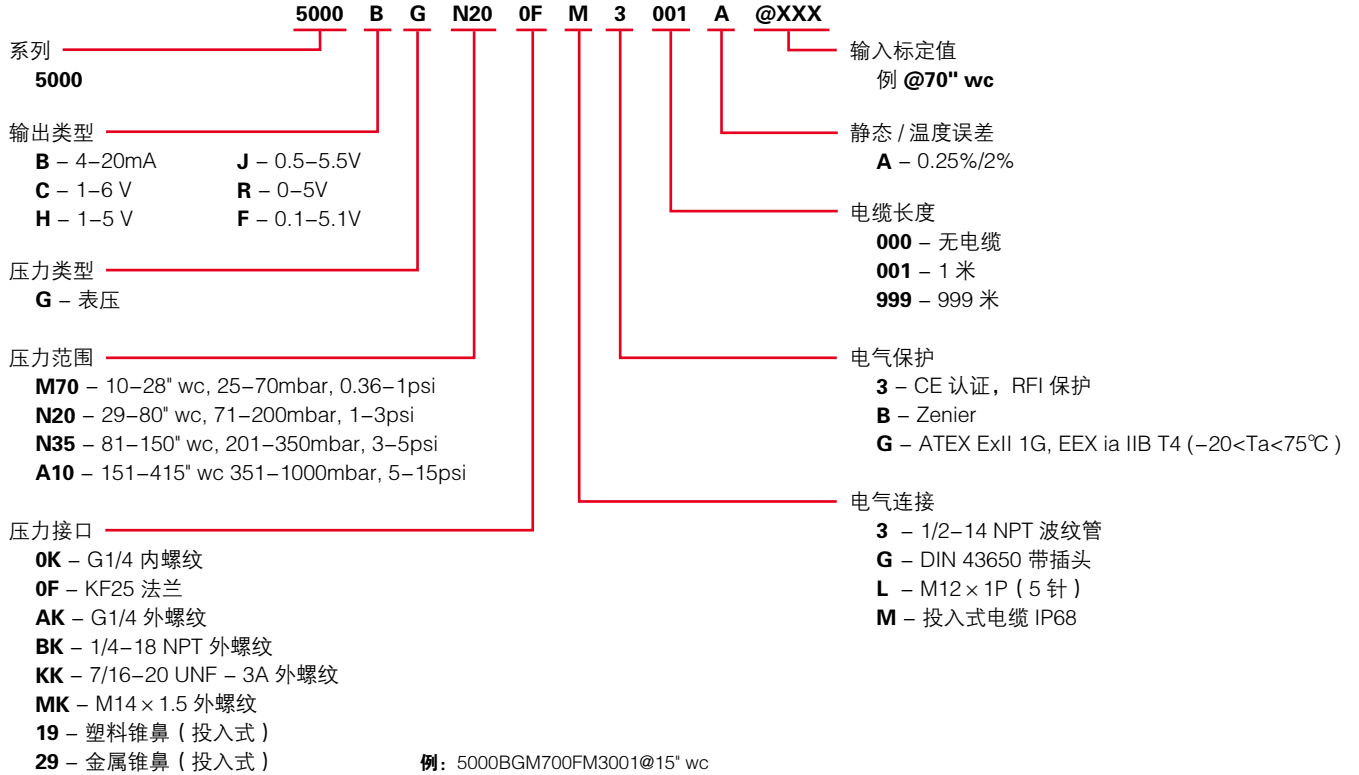 5000 B G N20 0F M 3 001 A @XXX
系列
5000
输出类型
B – 4–20mA J – 0.5–5.5V
C – 1–6 V R – 0–5V
H – 1–5 V F – 0.1–5.1V
压力类型
G – 表压
压力范围
M70 – 10–28" wc, 25–70mbar, 0.36–1psi
N20 – 29–80" wc, 71–200mbar, 1–3psi
N35 – 81–150" wc, 201–350mbar, 3–5psi
A10 – 151–415" wc 351–1000mbar, 5–15psi
压力接口
0K – G1/4 内螺纹
0F – KF25 法兰
AK – G1/4 外螺纹
BK – 1/4–18 NPT 外螺纹
KK – 7/16–20 UNF – 3A 外螺纹
MK – M14×1.5 外螺纹
19 – 塑料锥鼻（投入式）
29 – 金属锥鼻（投入式）
例：5000BGM700FM3001@15" wc
输入标定值
例 @70" wc
静态 / 温度误差
A – 0.25%/2%
电缆长度
000 – 无电缆
001 – 1 米
999 – 999 米
电气保护
3 – CE 认证，RFI 保护
B – Zenier
G – ATEX ExII 1G, EEX ia IIB T4 (–20<Ta<75℃ )
电气连接
3 – 1/2–14 NPT 波纹管
G – DIN 43650 带插头
L – M12×1P（5 针）
M – 投入式电缆 IP68